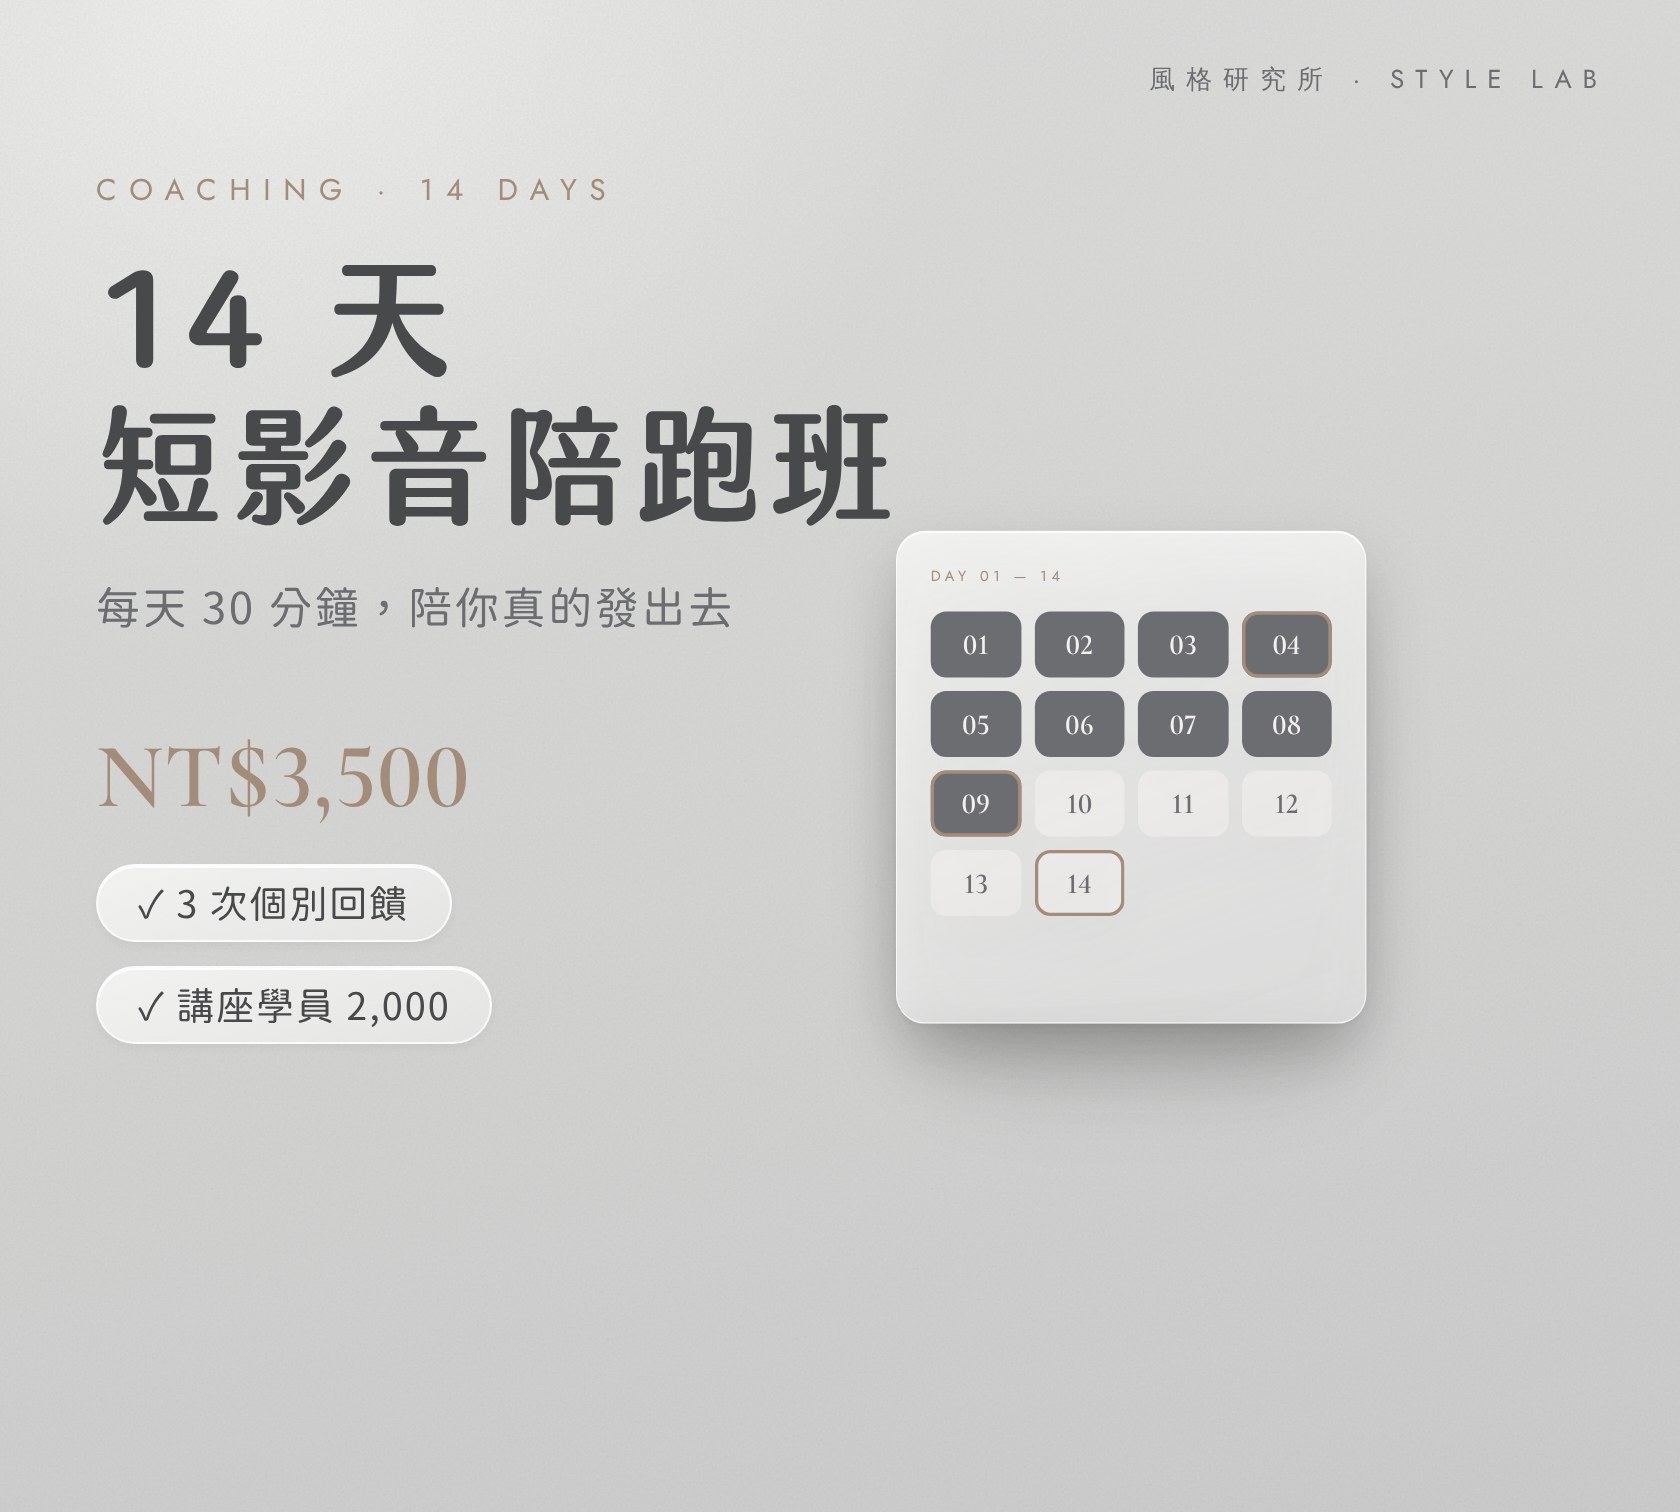 風格研究所 · STYLE LAB
COACHING · 14 DAYS
14 天
短影音陪跑班
每天 30 分鐘，陪你真的發出去
NT$3,500
✓ 3 次個別回饋
✓ 講座學員 2,000
DAY 01 — 14
01 02 03 04
05 06 07 08
09 10 11 12
13 14